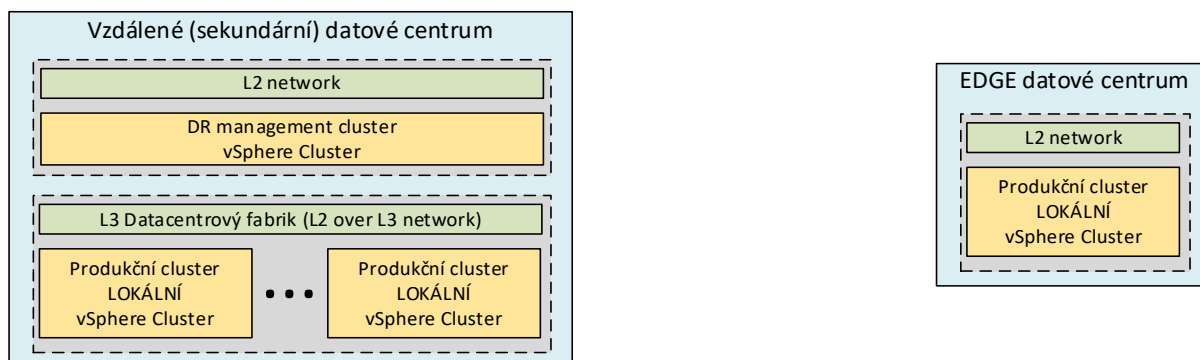 Vzdálené (sekundární) datové centrum
L2 network
DR management cluster
vSphere Cluster
L3 Datacentrový fabrik (L2 over L3 network)
Produkční cluster
LOKÁLNÍ
vSphere Cluster
Produkční cluster
LOKÁLNÍ
vSphere Cluster
EDGE datové centrum
L2 network
Produkční cluster
LOKÁLNÍ
vSphere Cluster